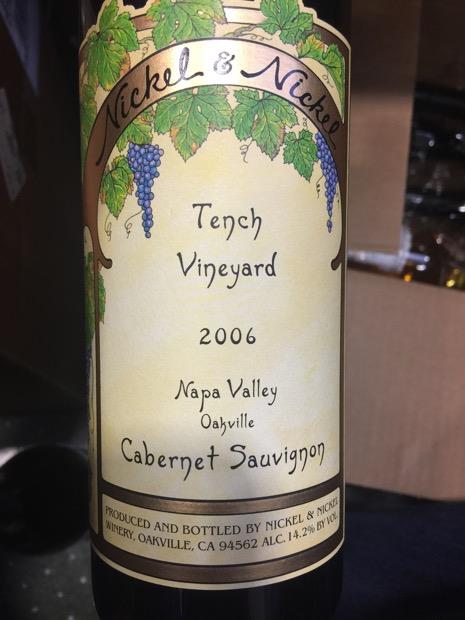 Nickel & Nickel
Tench
Vineyard
2006
Napa Valley
Oakville
Cabernet Sauvignon
PRODUCED AND BOTTLED BY NICKEL & NICKEL
WINERY, OAKVILLE, CA 94562 ALC. 14.2% BY VOL.